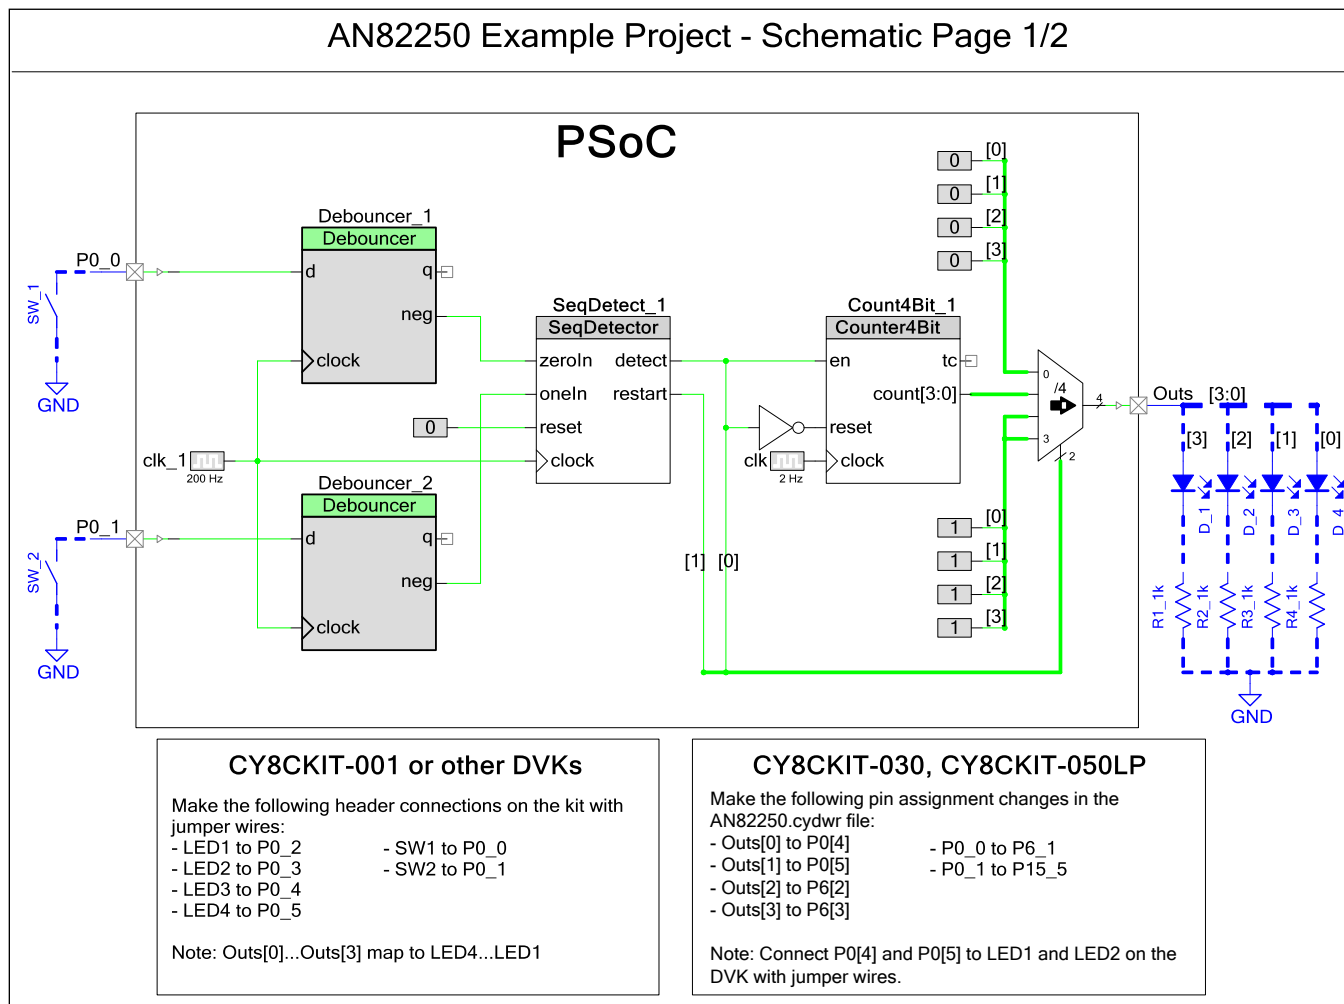 AN82250 Example Project - Schematic Page 1/2
PSoC
[0]
0
[1]
0
[2]
0
[3]
0
Debouncer_1
Debouncer
d
q
neg
clock
P0_0
SW_1
GND
SeqDetect_1
SeqDetector
zeroIn
detect
oneIn
restart
reset
clock
0
clk_1
200 Hz
Count4Bit_1
Counter4Bit
en
tc
count[3:0]
reset
clock
clk
2 Hz
0
/4
3
2
4
Outs
[3:0]
[3]
[2]
[1]
[0]
D_1
D_2
D_3
D_4
R1_1k
R2_1k
R3_1k
R4_1k
GND
Debouncer_2
Debouncer
d
q
neg
clock
P0_1
SW_2
GND
[1]
[0]
[0]
1
[1]
1
[2]
1
[3]
1
CY8CKIT-001 or other DVKs
Make the following header connections on the kit with
jumper wires:
- LED1 to P0_2
- LED2 to P0_3
- LED3 to P0_4
- LED4 to P0_5
- SW1 to P0_0
- SW2 to P0_1
Note: Outs[0]...Outs[3] map to LED4...LED1
CY8CKIT-030, CY8CKIT-050LP
Make the following pin assignment changes in the
AN82250.cydwr file:
- Outs[0] to P0[4]
- Outs[1] to P0[5]
- Outs[2] to P6[2]
- Outs[3] to P6[3]
- P0_0 to P6_1
- P0_1 to P15_5
Note: Connect P0[4] and P0[5] to LED1 and LED2 on the
DVK with jumper wires.